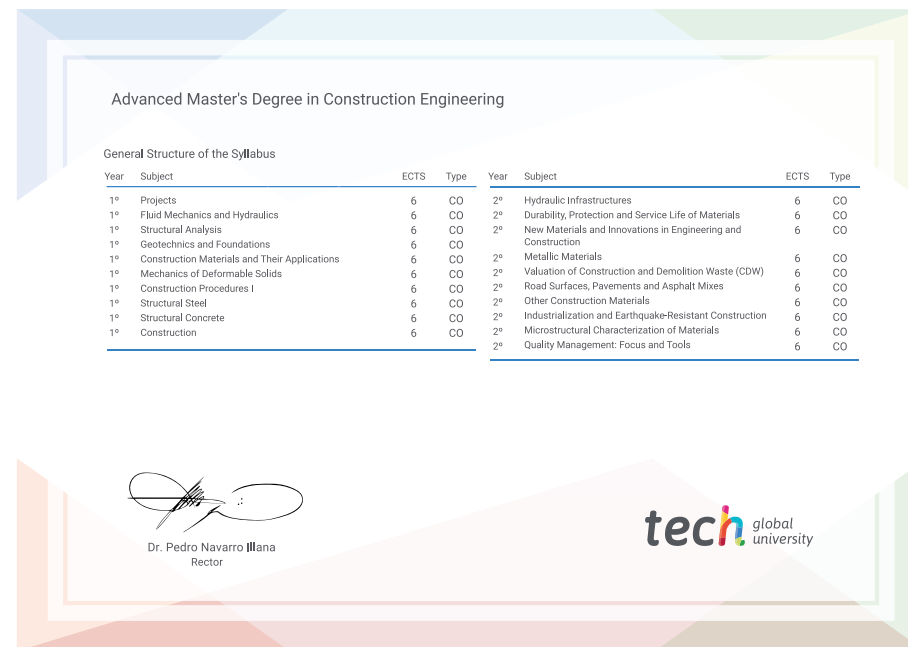 Advanced Master's Degree in Construction Engineering
General Structure of the Syllabus
Year Subject ECTS Type
1º Projects 6 CO
1º Fluid Mechanics and Hydraulics 6 CO
1º Structural Analysis 6 CO
1º Geotechnics and Foundations 6 CO
1º Construction Materials and Their Applications 6 CO
1º Mechanics of Deformable Solids 6 CO
1º Construction Procedures I 6 CO
1º Structural Steel 6 CO
1º Structural Concrete 6 CO
1º Construction 6 CO
Year Subject ECTS Type
2º Hydraulic Infrastructures 6 CO
2º Durability, Protection and Service Life of Materials 6 CO
2º New Materials and Innovations in Engineering and 6 CO
Construction
2º Metallic Materials 6 CO
2º Valuation of Construction and Demolition Waste (CDW) 6 CO
2º Road Surfaces, Pavements and Asphalt Mixes 6 CO
2º Other Construction Materials 6 CO
2º Industrialization and Earthquake-Resistant Construction 6 CO
2º Microstructural Characterization of Materials 6 CO
2º Quality Management: Focus and Tools 6 CO
Dr. Pedro Navarro Illana
Rector
tech global
university